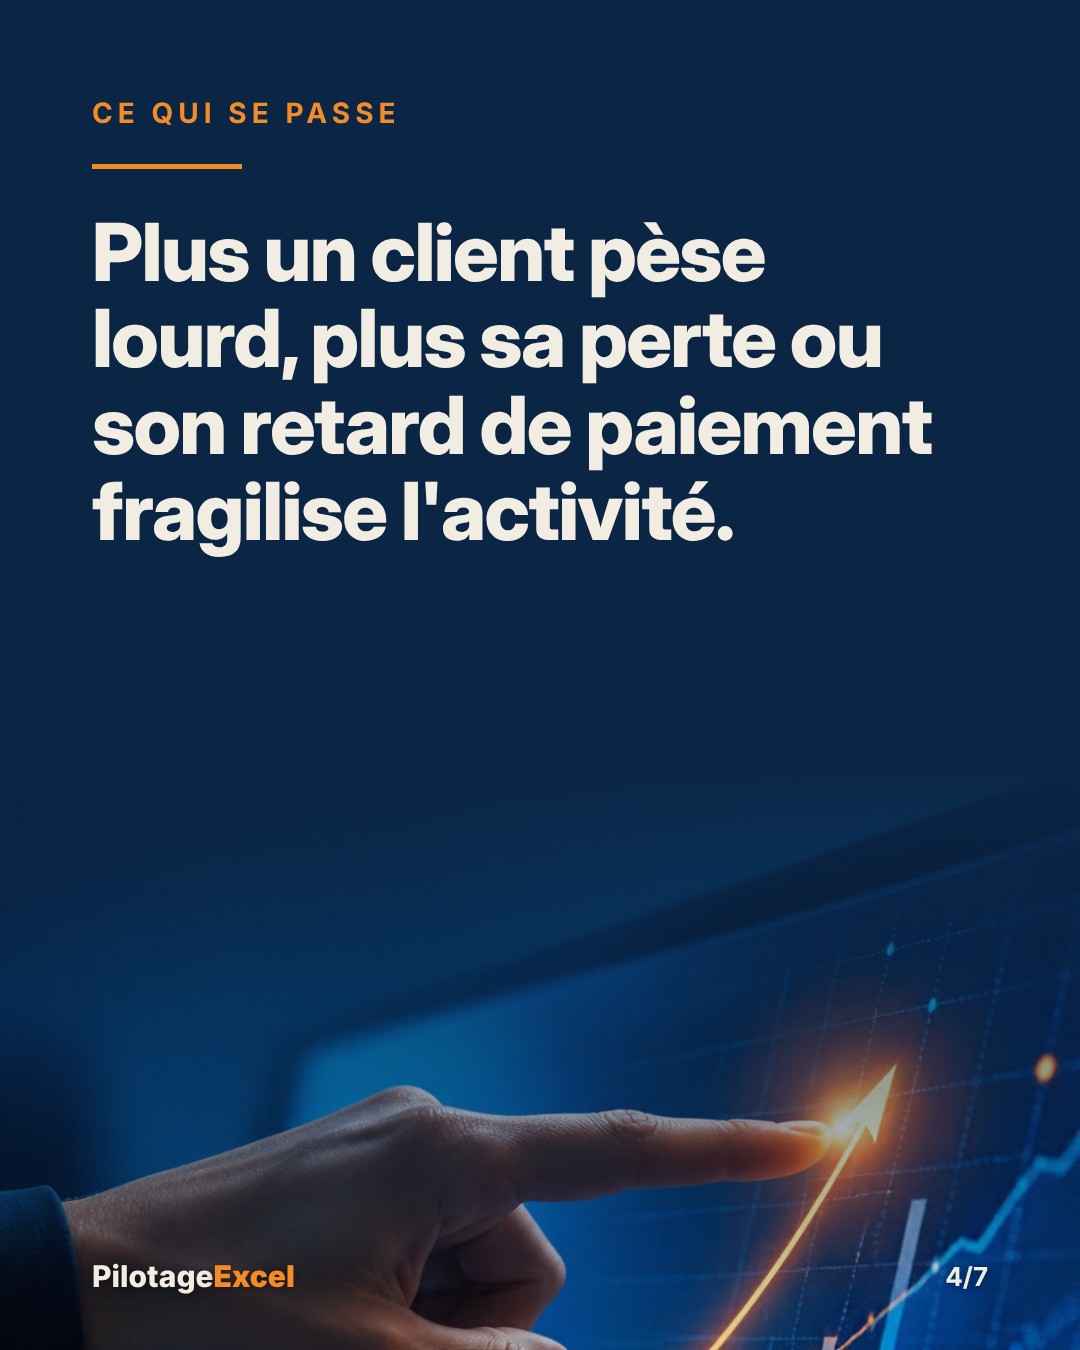 CE QUI SE PASSE
Plus un client pèse
lourd, plus sa perte ou
son retard de paiement
fragilise l'activité.
PilotageExcel
4/7